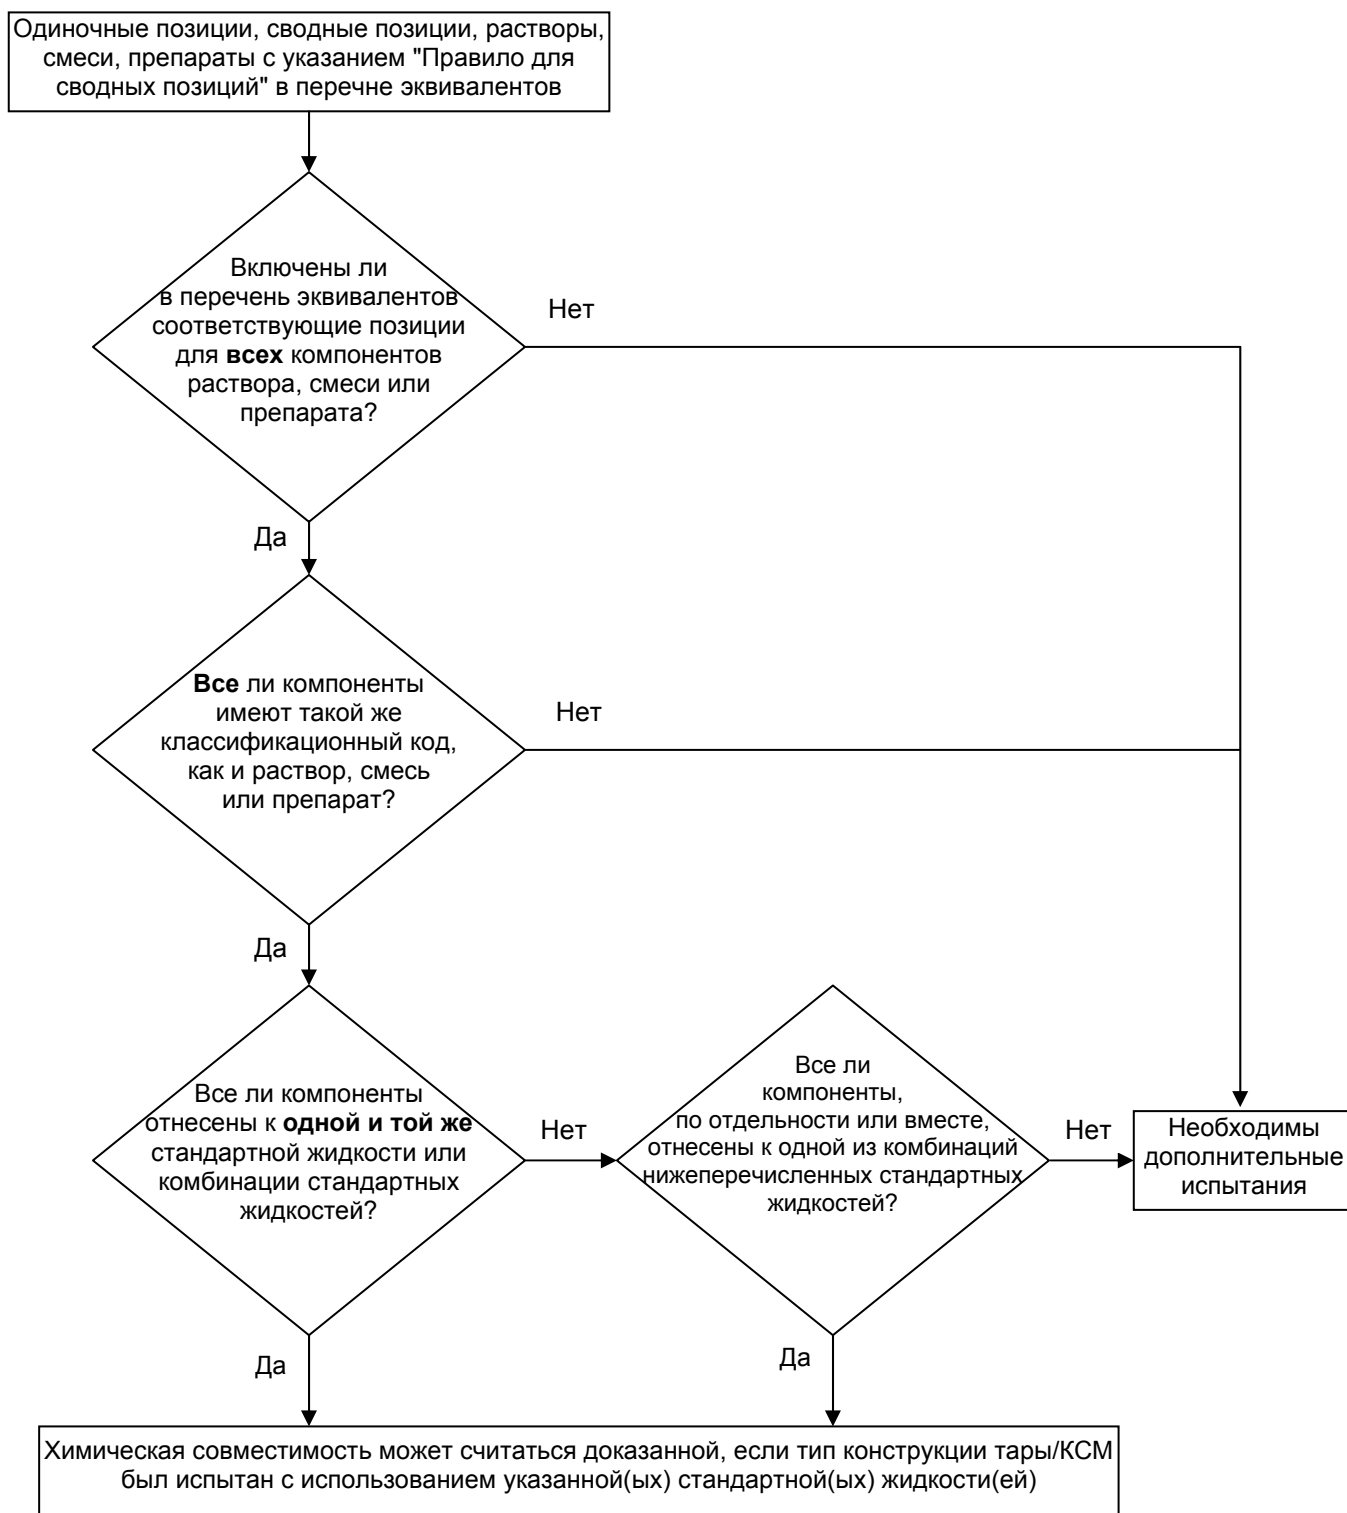 Одиночные позиции, сводные позиции, растворы,
смеси, препараты с указанием "Правило для
сводных позиций" в перечне эквивалентов
Включены ли
в перечень эквивалентов
соответствующие позиции
для всех компонентов
раствора, смеси или
препарата?
Нет
Да
Все ли компоненты
имеют такой же
классификационный код,
как и раствор, смесь
или препарат?
Нет
Да
Все ли компоненты
отнесены к одной и той же
стандартной жидкости или
комбинации стандартных
жидкостей?
Нет
Все ли
компоненты,
по отдельности или вместе,
отнесены к одной из комбинаций
нижеперечисленных стандартных
жидкостей?
Нет
Необходимы
дополнительные
испытания
Да
Да
Химическая совместимость может считаться доказанной, если тип конструкции тары/КСМ
был испытан с использованием указанной(ых) стандартной(ых) жидкости(ей)